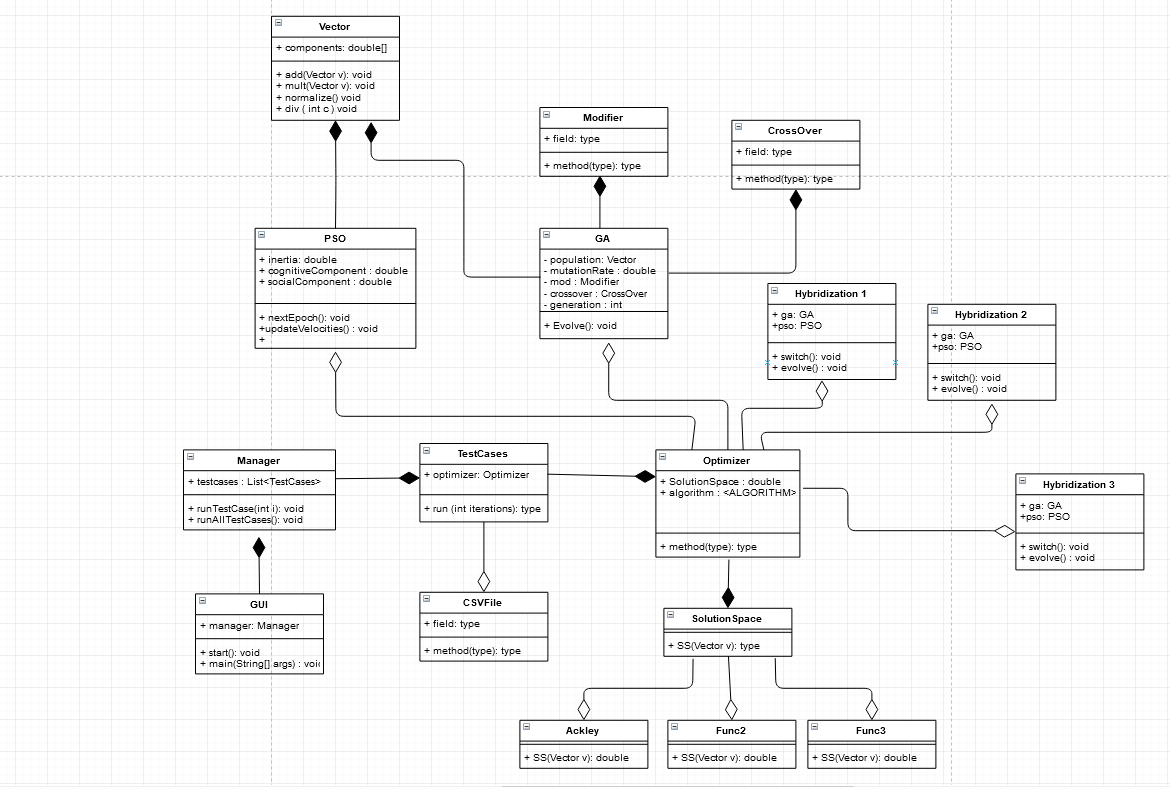 Vector
+ components: double[]
+ add(Vector v): void
+ mult(Vector v): void
+ normalize() void
+ div ( int c ) void
Modifier
+ field: type
+ method(type): type
CrossOver
+ field: type
+ method(type): type
PSO
+ inertia: double
+ cognitiveComponent : double
+ socialComponent : double
+ nextEpoch(): void
+updateVelocities() : void
+
GA
- population: Vector
- mutationRate : double
- mod : Modifier
- crossover : CrossOver
- generation : int
+ Evolve(): void
Hybridization 1
+ ga: GA
+pso: PSO
+ switch(): void
+ evolve() : void
Hybridization 2
+ ga: GA
+pso: PSO
+ switch(): void
+ evolve() : void
Manager
+ testcases : List<TestCases>
+ runTestCase(int i): void
+ runAllTestCases(): void
TestCases
+ optimizer: Optimizer
+ run (int iterations): type
Optimizer
+ SolutionSpace : double
+ algorithm : <ALGORITHM>
+ method(type): type
Hybridization 3
+ ga: GA
+pso: PSO
+ switch(): void
+ evolve() : void
GUI
+ manager: Manager
+ start(): void
+ main(String[] args) : voi
CSVFile
+ field: type
+ method(type): type
SolutionSpace
+ SS(Vector v): type
Ackley
+ SS(Vector v): double
Func2
+ SS(Vector v): double
Func3
+ SS(Vector v): double